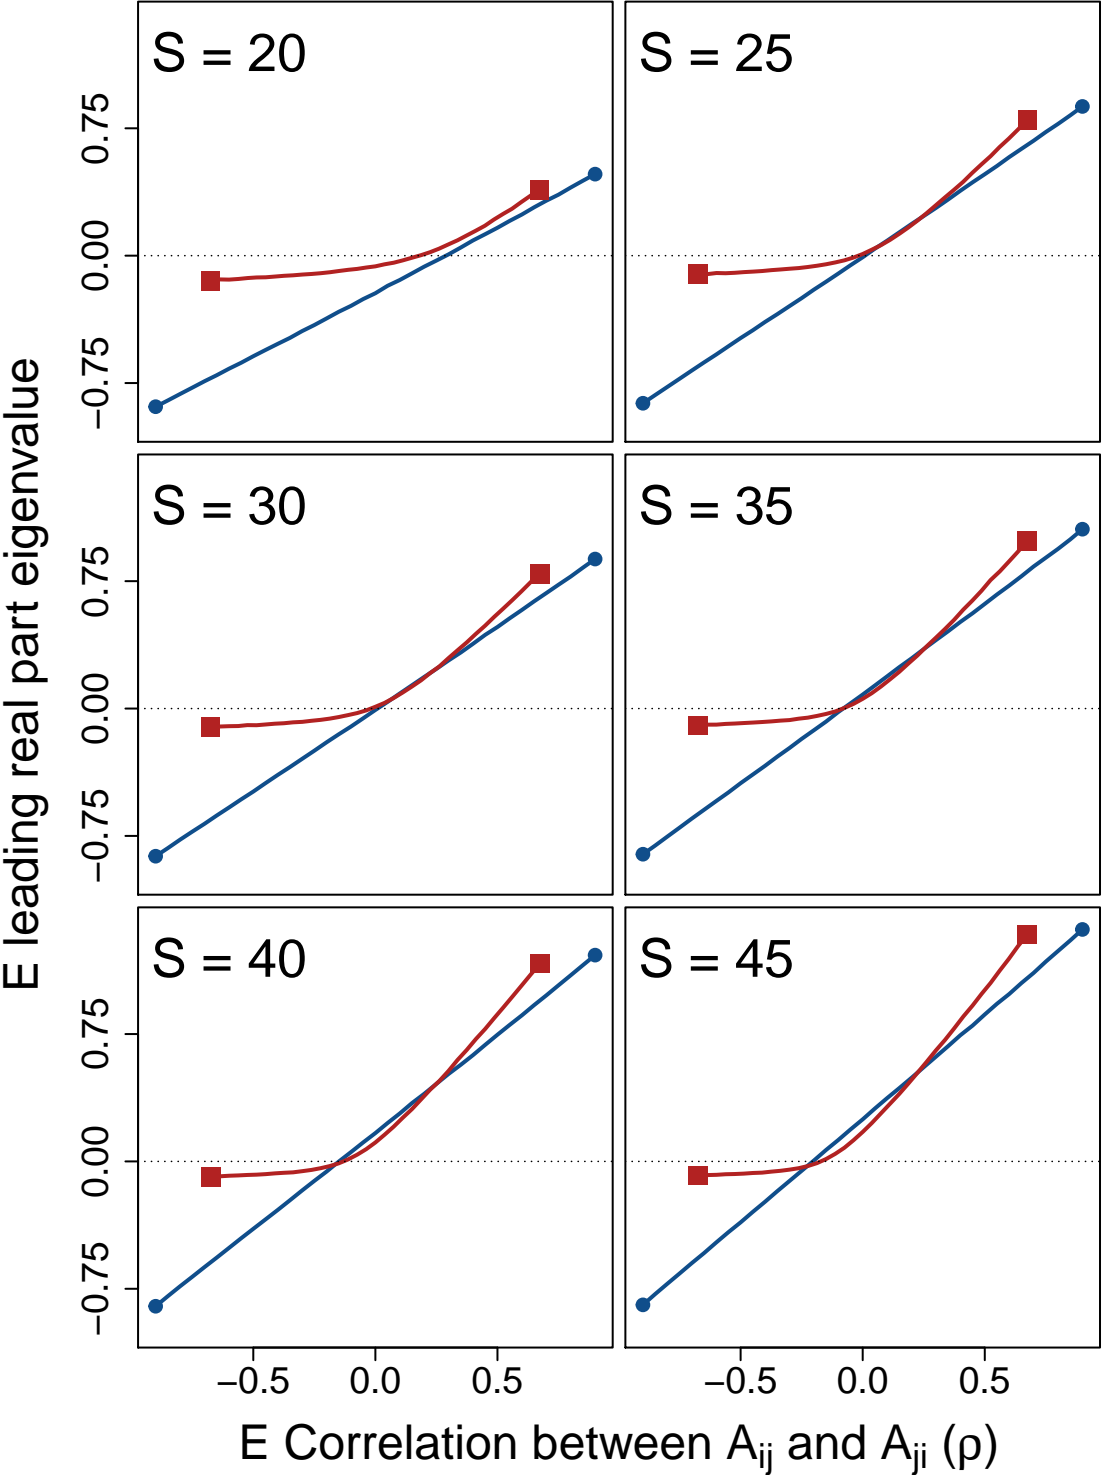 E leading real part eigenvalue
S = 20
S = 25
0.75
0.00
−0.75
S = 30
S = 35
0.75
0.00
−0.75
S = 40
S = 45
0.75
0.00
−0.75
−0.5 0.0 0.5
−0.5 0.0 0.5
E Correlation between Aij and Aji (ρ)